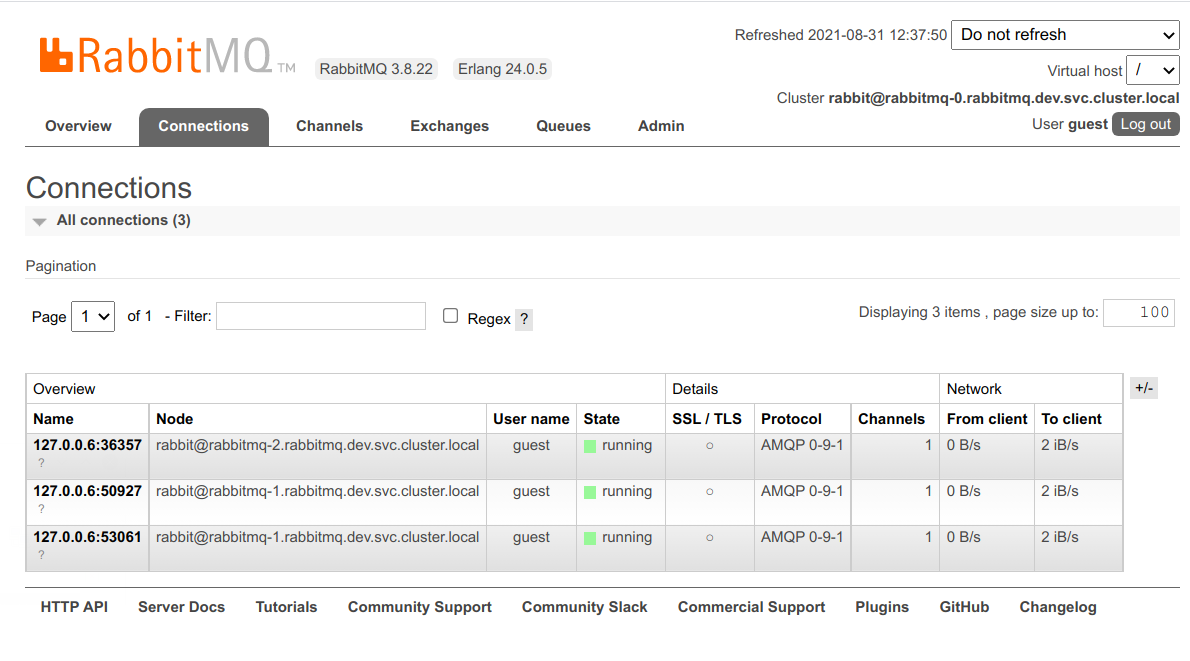 Refreshed 2021-08-31 12:37:50 Do not refresh
RabbitMQ TM RabbitMQ 3.8.22 Erlang 24.0.5
Virtual host /
Cluster rabbit@rabbitmq-0.rabbitmq.dev.svc.cluster.local
User guest Log out
Overview Connections Channels Exchanges Queues Admin
Connections
All connections (3)
Pagination
Page 1 of 1 - Filter: Regex ? Displaying 3 items , page size up to: 100
Overview Details Network +/-
Name Node User name State SSL / TLS Protocol Channels From client To client
127.0.0.6:36357 rabbit@rabbitmq-2.rabbitmq.dev.svc.cluster.local guest running ○ AMQP 0-9-1 1 0 B/s 2 iB/s
?
127.0.0.6:50927 rabbit@rabbitmq-1.rabbitmq.dev.svc.cluster.local guest running ○ AMQP 0-9-1 1 0 B/s 2 iB/s
?
127.0.0.6:53061 rabbit@rabbitmq-1.rabbitmq.dev.svc.cluster.local guest running ○ AMQP 0-9-1 1 0 B/s 2 iB/s
?
HTTP API Server Docs Tutorials Community Support Community Slack Commercial Support Plugins GitHub Changelog